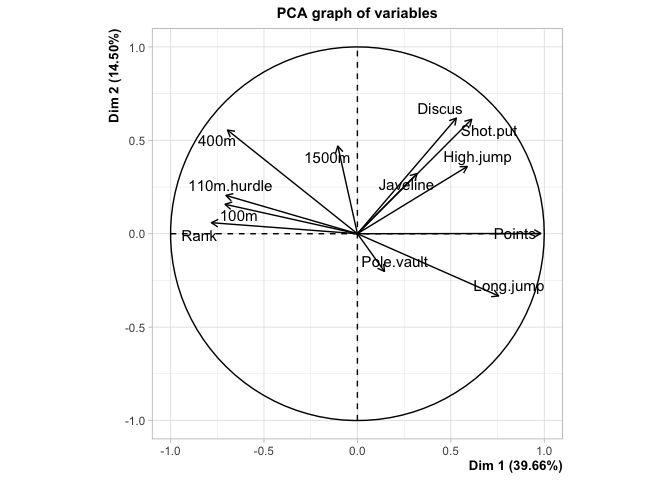 PCA graph of variables
Dim 2 (14.50%)
1.0
0.5
0.0
-0.5
-1.0
Discus
Shot.put
400m
1500m
High.jump
110m.hurdle
Javeline
100m
Rank
Points
Pole.vault
Long.jump
-1.0 -0.5 0.0 0.5 1.0
Dim 1 (39.66%)